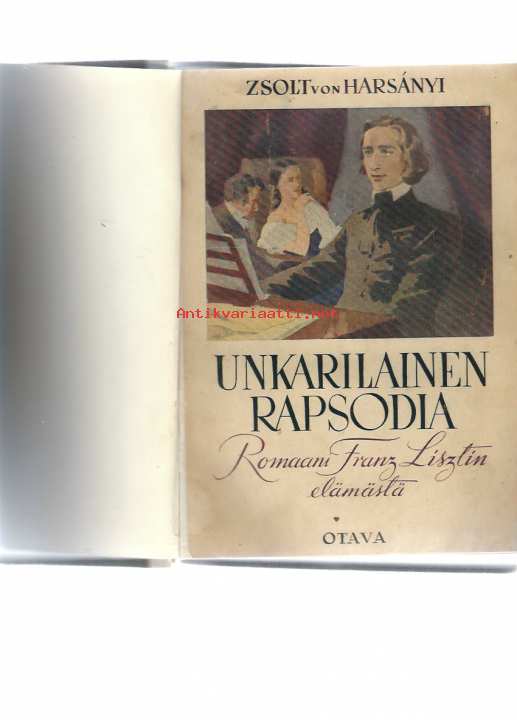 ZSOLT VON HARSÁNYI
Antikvariaatti.net
UNKARILAINEN
RAPSODIA
Romaani Franz Lisztin
elämästä
OTAVA